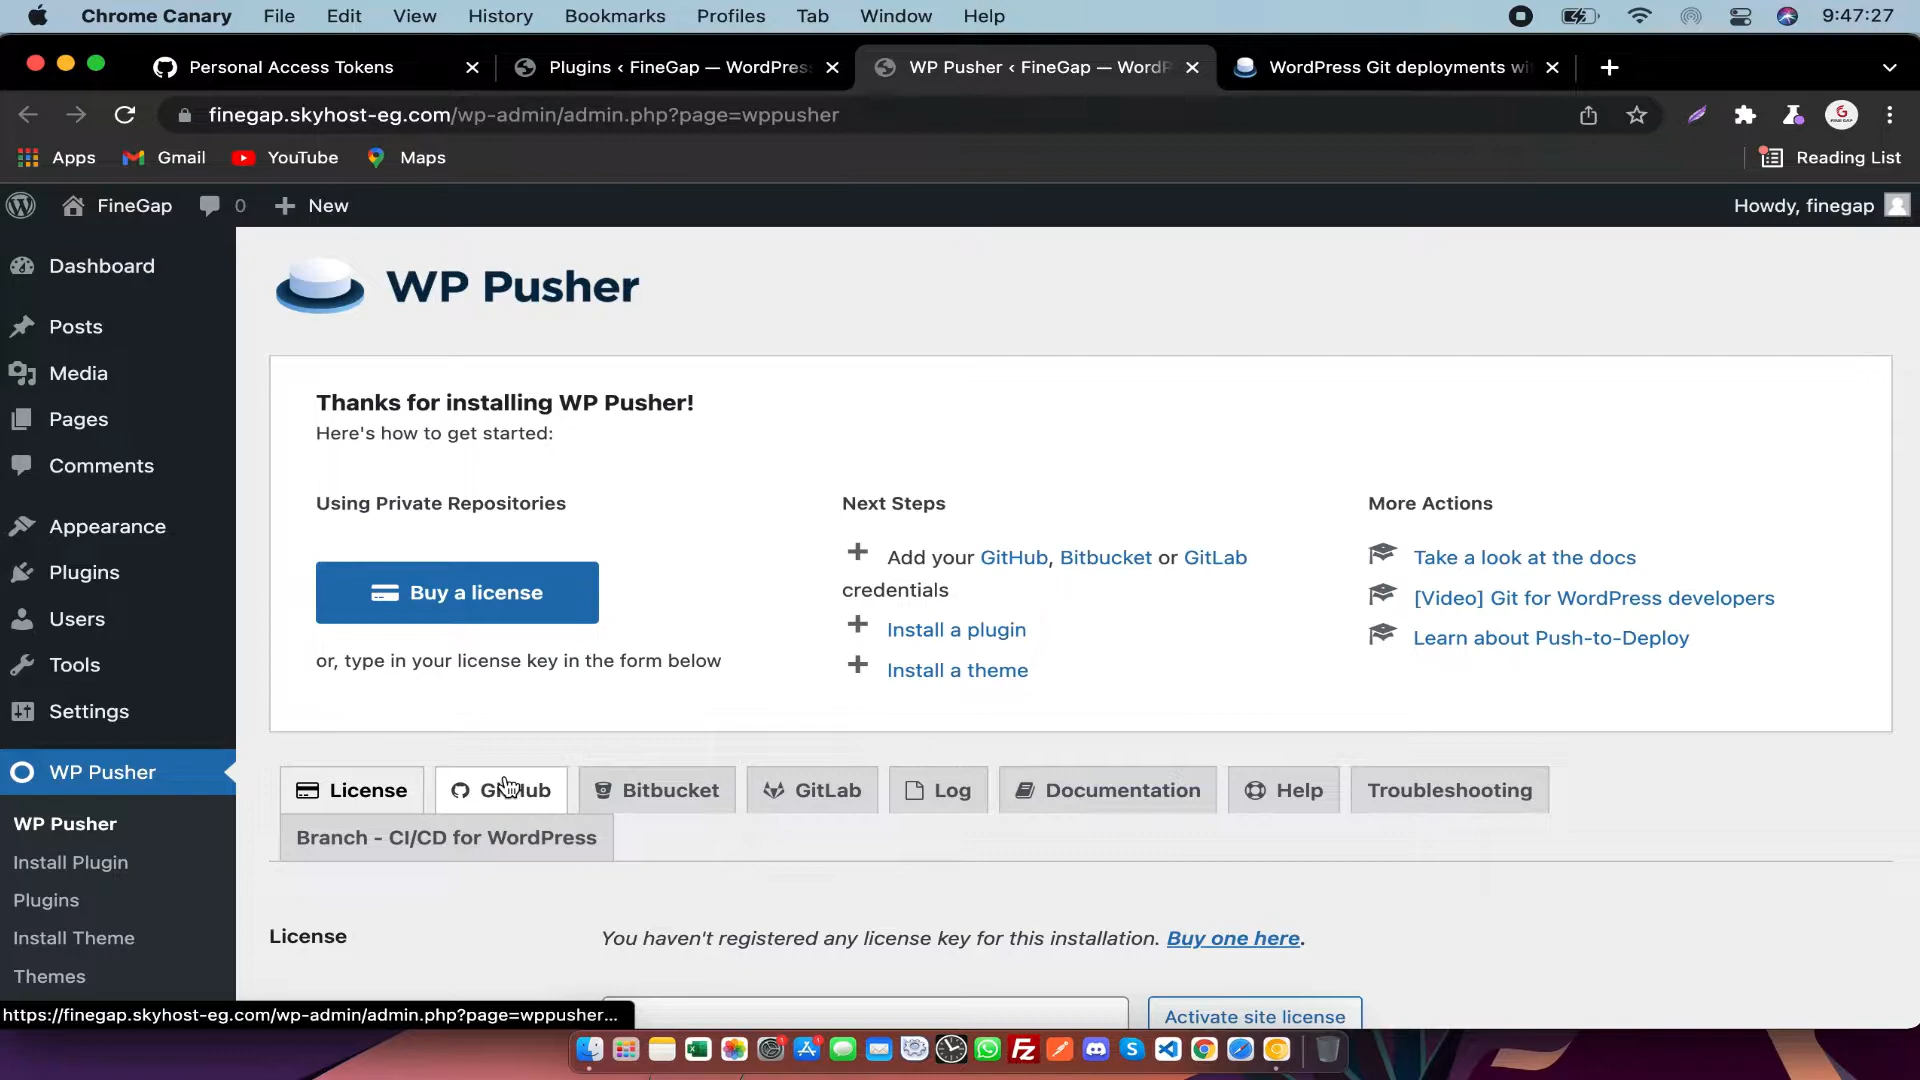 Chrome Canary File Edit View History Bookmarks Profiles Tab Window Help 9:47:27
Personal Access Tokens
Plugins ‹ FineGap — WordPres
WP Pusher ‹ FineGap — WordP
WordPress Git deployments wi
finegap.skyhost-eg.com/wp-admin/admin.php?page=wppusher
Apps Gmail YouTube Maps Reading List
FineGap 0 New Howdy, finegap
Dashboard
Posts
Media
Pages
Comments
Appearance
Plugins
Users
Tools
Settings
WP Pusher
WP Pusher
Install Plugin
Plugins
Install Theme
Themes
https://finegap.skyhost-eg.com/wp-admin/admin.php?page=wppusher...
WP Pusher
Thanks for installing WP Pusher!
Here's how to get started:
Using Private Repositories
Buy a license
or, type in your license key in the form below
Next Steps
Add your GitHub, Bitbucket or GitLab
credentials
Install a plugin
Install a theme
More Actions
Take a look at the docs
[Video] Git for WordPress developers
Learn about Push-to-Deploy
License GitHub Bitbucket GitLab Log Documentation Help Troubleshooting
Branch - CI/CD for WordPress
License
You haven't registered any license key for this installation. Buy one here.
Activate site license